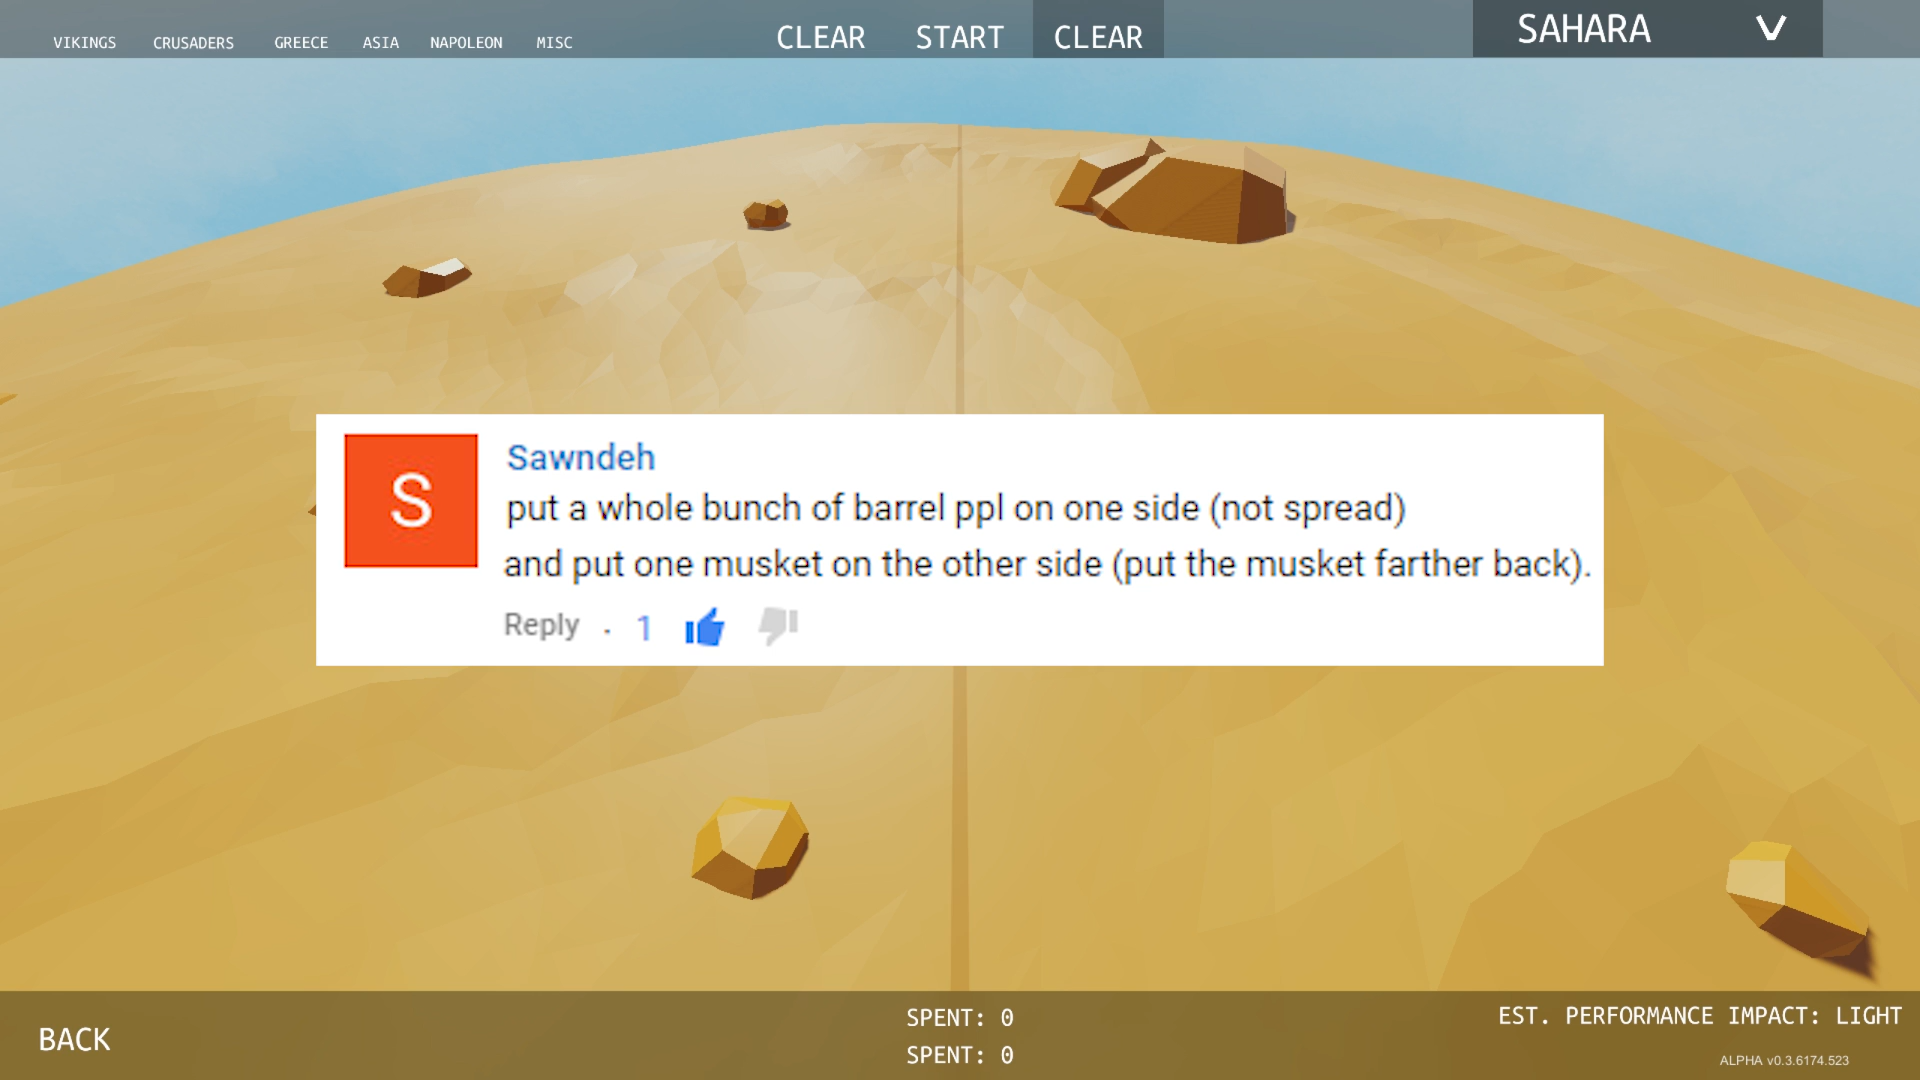 VIKINGS CRUSADERS GREECE ASIA NAPOLEON MISC CLEAR START CLEAR SAHARA V
S
Sawndeh
put a whole bunch of barrel ppl on one side (not spread)
and put one musket on the other side (put the musket farther back).
Reply . 1
BACK
SPENT: 0
SPENT: 0
EST. PERFORMANCE IMPACT: LIGHT
ALPHA v0.3.6174.523